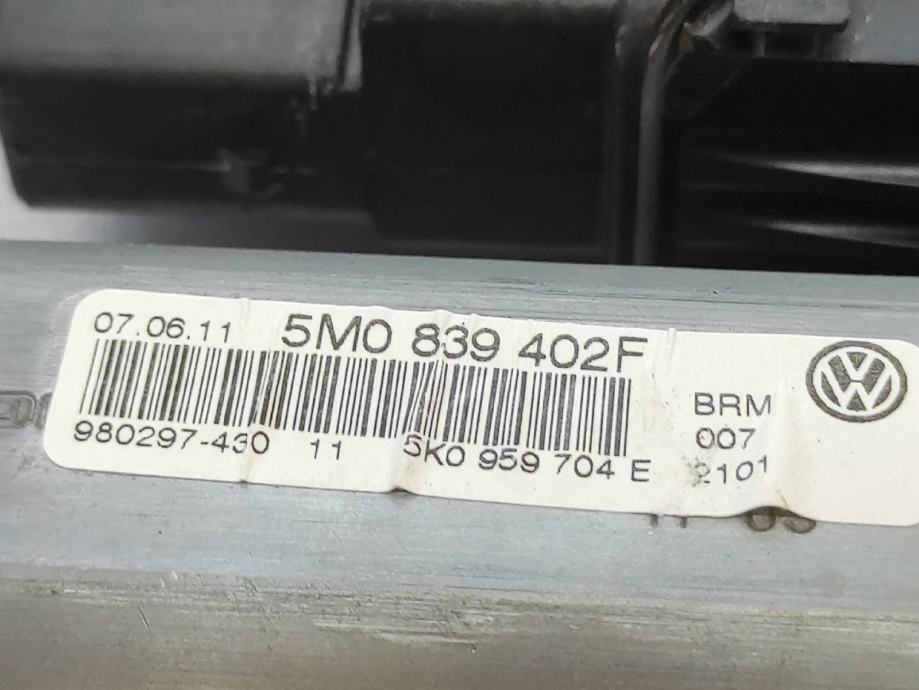 07.06.11 5M0 839 402F
980297-430 11 5K0 959 704 E
BRM
007
2101